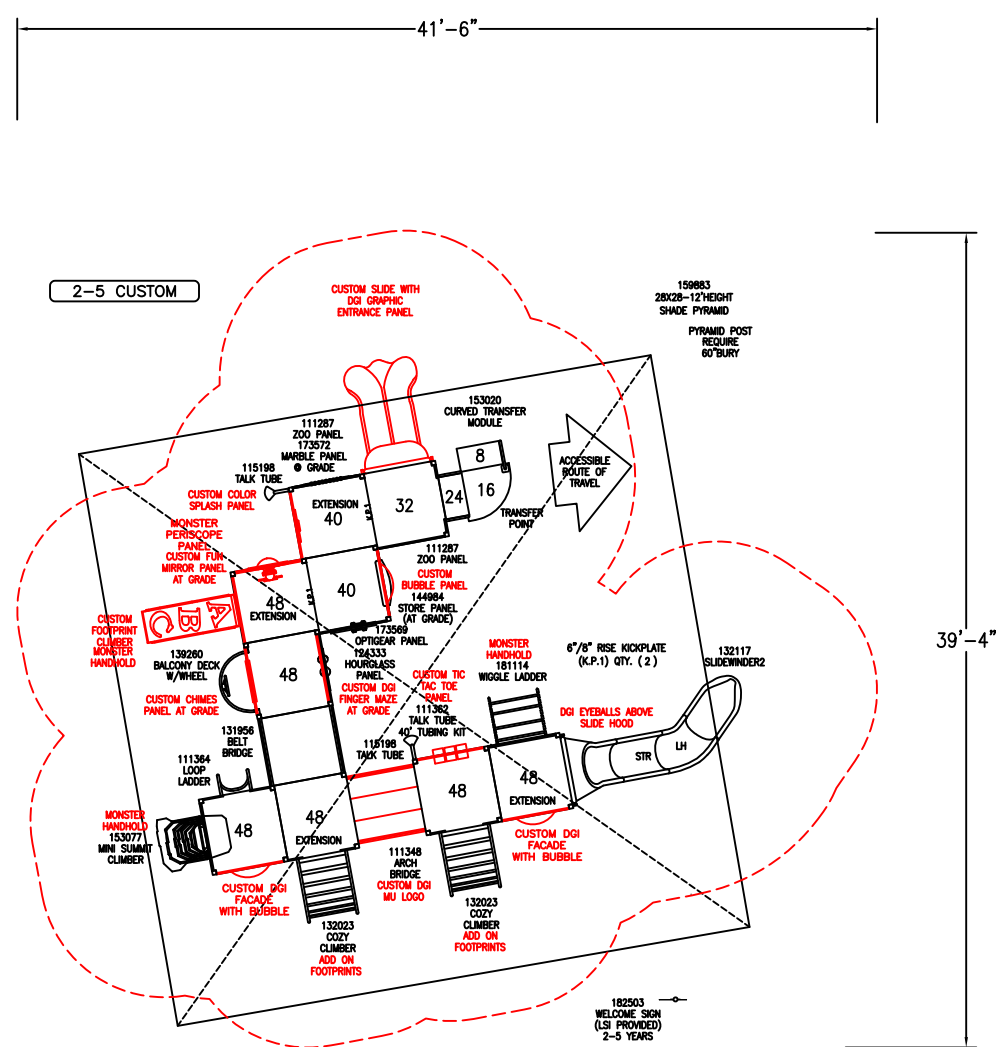 41'-6"
2-5 CUSTOM
CUSTOM SLIDE WITH
DGI GRAPHIC
ENTRANCE PANEL
159883
28X28-12'HEIGHT
SHADE PYRAMID
PYRAMID POST
REQUIRE
60"BURY
39'-4"
153020
CURVED TRANSFER
MODULE
111287
ZOO PANEL
173572
MARBLE PANEL
@ GRADE
115198
TALK TUBE
CUSTOM COLOR
SPLASH PANEL
EXTENSION
40
K.P.1
32
24
16
8
ACCESSIBLE
ROUTE OF
TRAVEL
TRANSFER
POINT
MONSTER
PERISCOPE
PANEL
CUSTOM FUN
MIRROR PANEL
AT GRADE
111287
ZOO PANEL
CUSTOM
BUBBLE PANEL
144984
STORE PANEL
(AT GRADE)
48
EXTENSION
K.P.1
40
A
B
C
CUSTOM
FOOTPRINT
CLIMBER
MONSTER
HANDHOLD
173569
OPTIGEAR PANEL
124333
HOURGLASS
PANEL
CUSTOM DGI
FINGER MAZE
AT GRADE
139260
BALCONY DECK
W/WHEEL
48
CUSTOM CHIMES
PANEL AT GRADE
MONSTER
HANDHOLD
181114
WIGGLE LADDER
6"/8" RISE KICKPLATE
(K.P.1) QTY. ( 2 )
132117
SLIDEWINDER2
CUSTOM TIC
TAC TOE
PANEL
111362
TALK TUBE
40' TUBING KIT
DGI EYEBALLS ABOVE
SLIDE HOOD
131956
BELT
BRIDGE
115198
TALK TUBE
111364
LOOP
LADDER
STR
LH
48
EXTENSION
48
48
EXTENSION
48
MONSTER
HANDHOLD
153077
MINI SUMMIT
CLIMBER
CUSTOM DGI
FACADE
WITH BUBBLE
111348
ARCH
BRIDGE
CUSTOM DGI
MU LOGO
CUSTOM DGI
FACADE
WITH BUBBLE
132023
COZY
CLIMBER
ADD ON
FOOTPRINTS
132023
COZY
CLIMBER
ADD ON
FOOTPRINTS
182503
WELCOME SIGN
(LSI PROVIDED)
2-5 YEARS